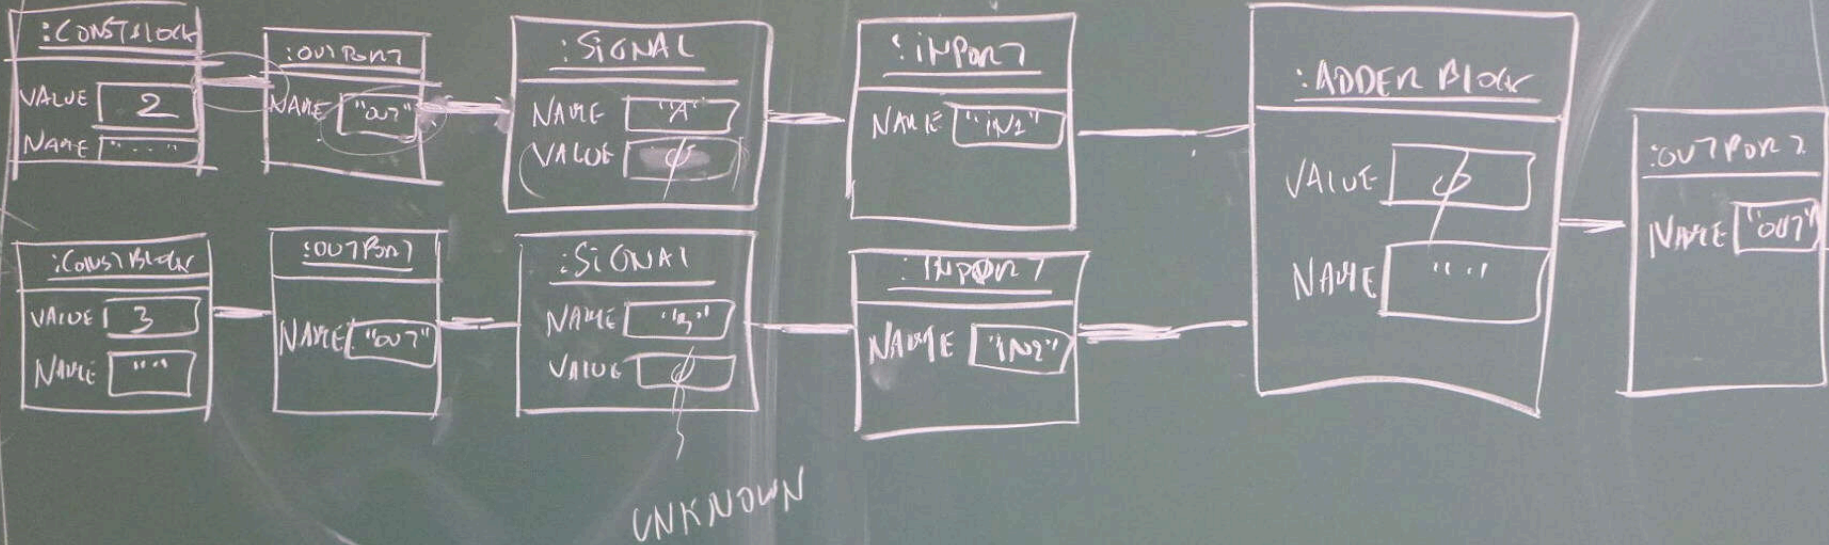 :CONSTBLOCK
VALUE 2
NAME "..."
:OUTPORT
NAME "OUT"
:SIGNAL
NAME "A"
VALUE ϕ
:INPORT
NAME "IN1"
:ADDER BLOCK
VALUE ϕ
NAME ""
:OUTPORT
NAME "OUT"
:CONSTBLOCK
VALUE 3
NAME ""
:OUTPORT
NAME "OUT"
:SIGNAL
NAME "B"
VALUE ϕ
:INPORT
NAME "IN2"
UNKNOWN